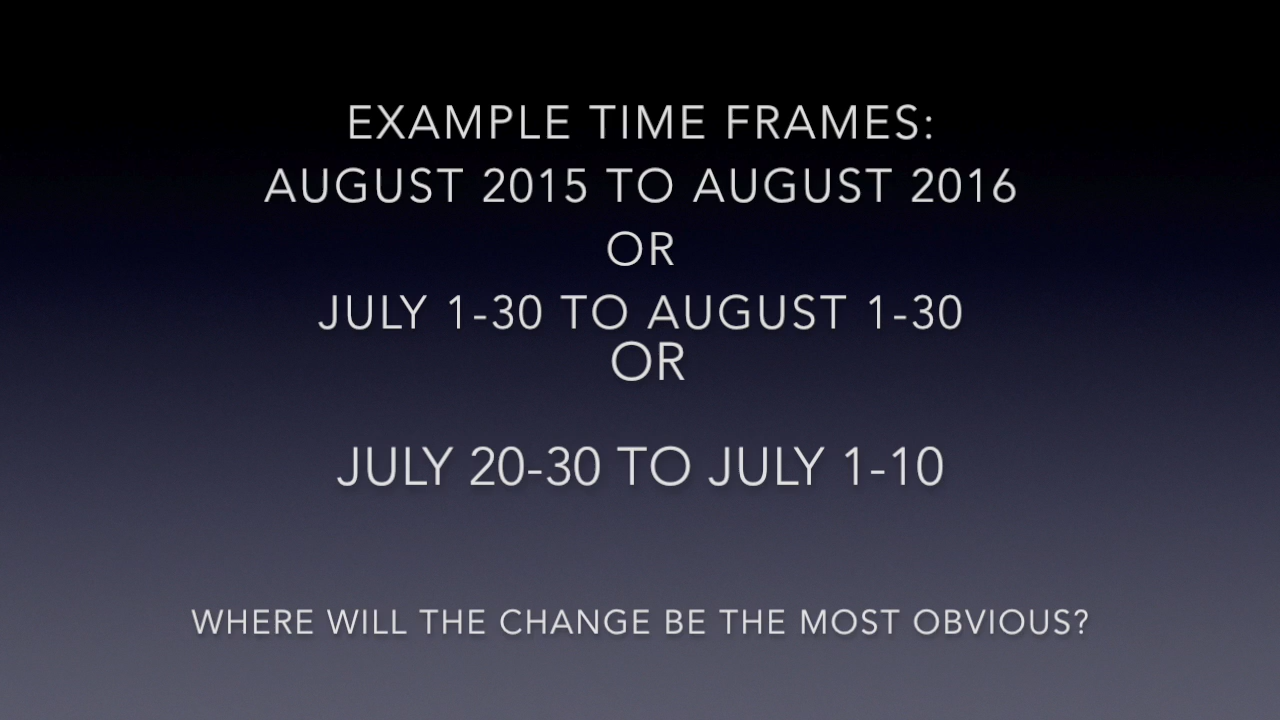 EXAMPLE TIME FRAMES:
AUGUST 2015 TO AUGUST 2016
OR
JULY 1-30 TO AUGUST 1-30
OR
JULY 20-30 TO JULY 1-10
WHERE WILL THE CHANGE BE THE MOST OBVIOUS?